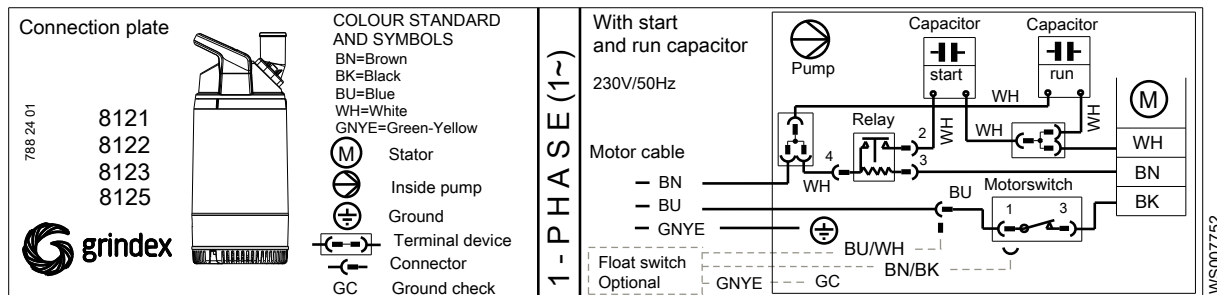 Connection plate
788 24 01
8121
8122
8123
8125
grindex
COLOUR STANDARD
AND SYMBOLS
BN=Brown
BK=Black
BU=Blue
WH=White
GNYE=Green-Yellow
M Stator
Inside pump
Ground
Terminal device
Connector
GC Ground check
1 - PHASE (1~)
With start
and run capacitor
230V/50Hz
Motor cable
BN
BU
GNYE
Float switch
Optional
GNYE
GC
Pump
Capacitor
start
Capacitor
run
WH
WH
WH
WH
Relay
2
4
3
WH
M
WH
BN
BK
BU
Motorswitch
1
3
BU/WH
BN/BK
WS007752